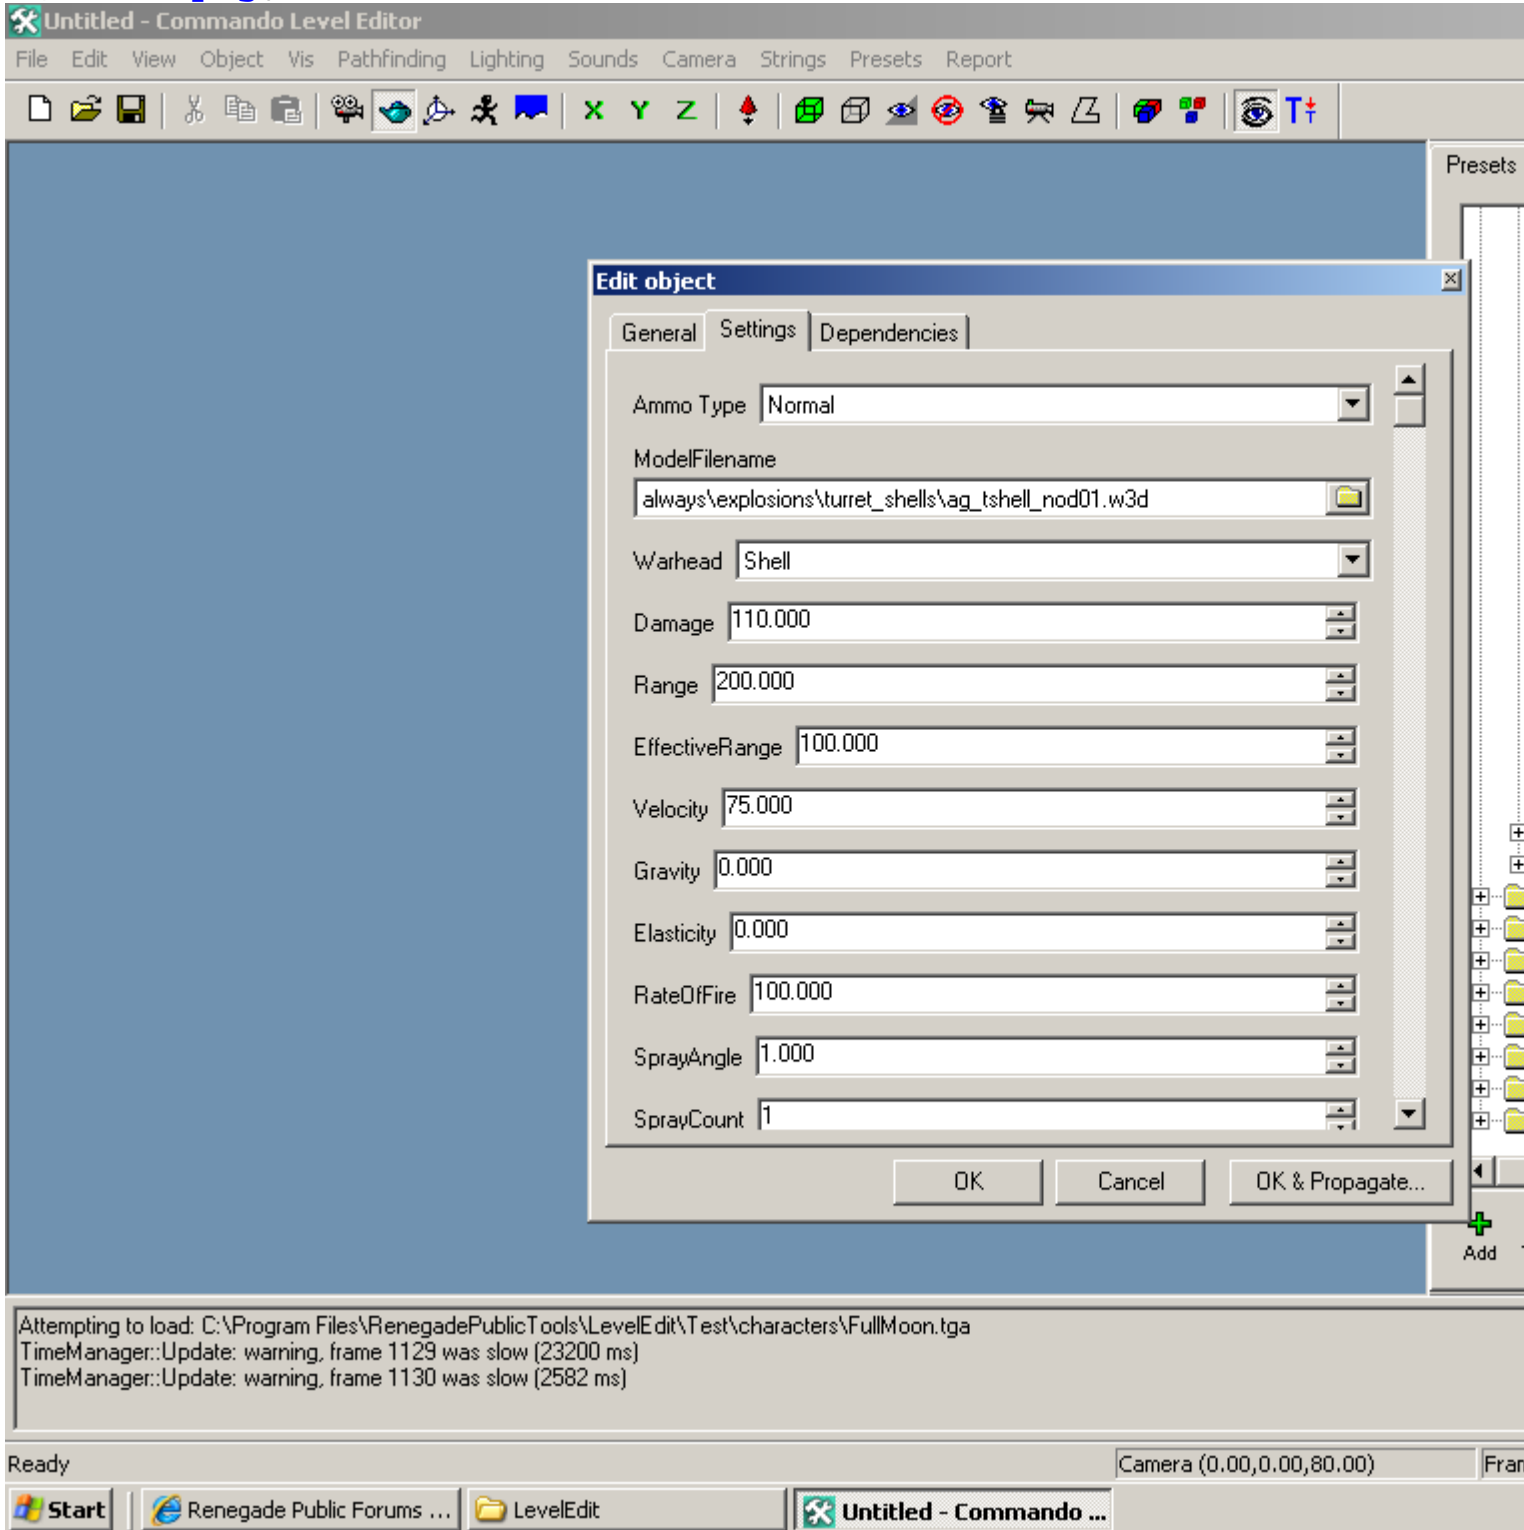 Untitled - Commando Level Editor
File Edit View Object Vis Pathfinding Lighting Sounds Camera Strings Presets Report
X Y Z T
Presets
Edit object
General Settings Dependencies
Ammo Type Normal
ModelFilename
always\explosions\turret_shells\ag_tshell_nod01.w3d
Warhead Shell
Damage 110.000
Range 200.000
EffectiveRange 100.000
Velocity 75.000
Gravity 0.000
Elasticity 0.000
RateOfFire 100.000
SprayAngle 1.000
SprayCount 1
OK Cancel OK & Propagate...
Add
Attempting to load: C:\Program Files\RenegadePublicTools\LevelEdit\Test\characters\FullMoon.tga
TimeManager::Update: warning, frame 1129 was slow (23200 ms)
TimeManager::Update: warning, frame 1130 was slow (2582 ms)
Ready Camera (0.00,0.00,80.00) Fran
Start Renegade Public Forums ... LevelEdit Untitled - Commando ...